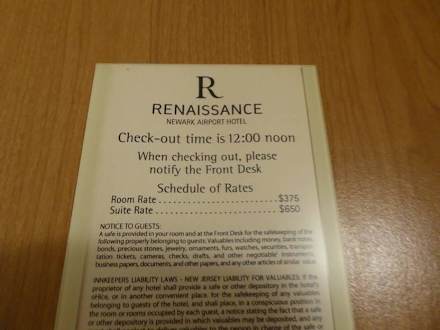 R
RENAISSANCE
NEWARK AIRPORT HOTEL
Check-out time is 12:00 noon
When checking out, please
notify the Front Desk
Schedule of Rates
Room Rate ......................... $375
Suite Rate ......................... $650
NOTICE TO GUESTS:
A safe is provided in your room and at the Front Desk for the safekeeping of the
following property belonging to guests: Valuables including money, bank notes,
bonds, precious stones, jewelry, ornaments, furs, watches, securities, transpor-
tation tickets, cameras, checks, drafts, and other negotiable instruments,
business papers, documents, and other papers, and any other articles of similar value.
INNKEEPERS LIABILITY LAWS - NEW JERSEY LIABILITY FOR VALUABLES. If the
proprietor of any hotel shall provide a safe or other depository in the hotel's
office, or in another convenient place, for the safekeeping of any valuables
belonging to guests of the hotel, and shall place, in a conspicuous position in
the room or rooms occupied by each guest, a notice stating the fact that a safe
or other depository is provided in which valuables may be deposited, and any